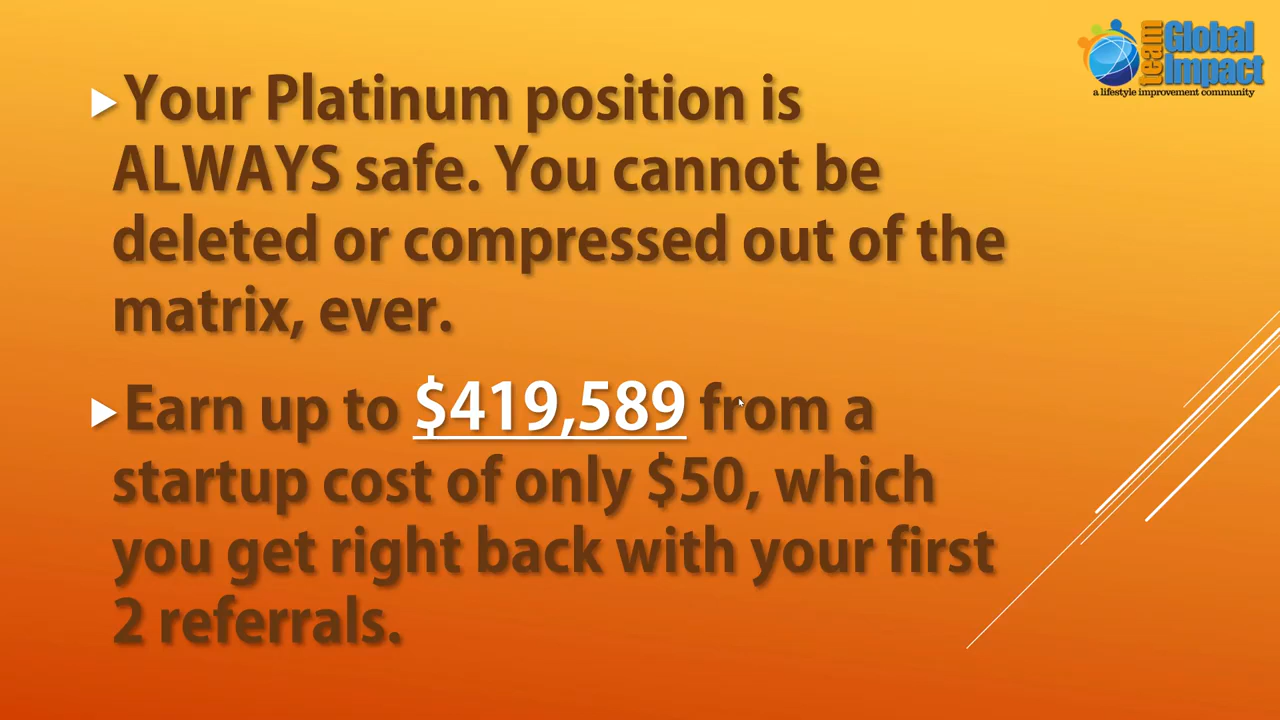 team
Global
Impact
a lifestyle improvement community
Your Platinum position is
ALWAYS safe. You cannot be
deleted or compressed out of the
matrix, ever.
Earn up to $419,589 from a
startup cost of only $50, which
you get right back with your first
2 referrals.